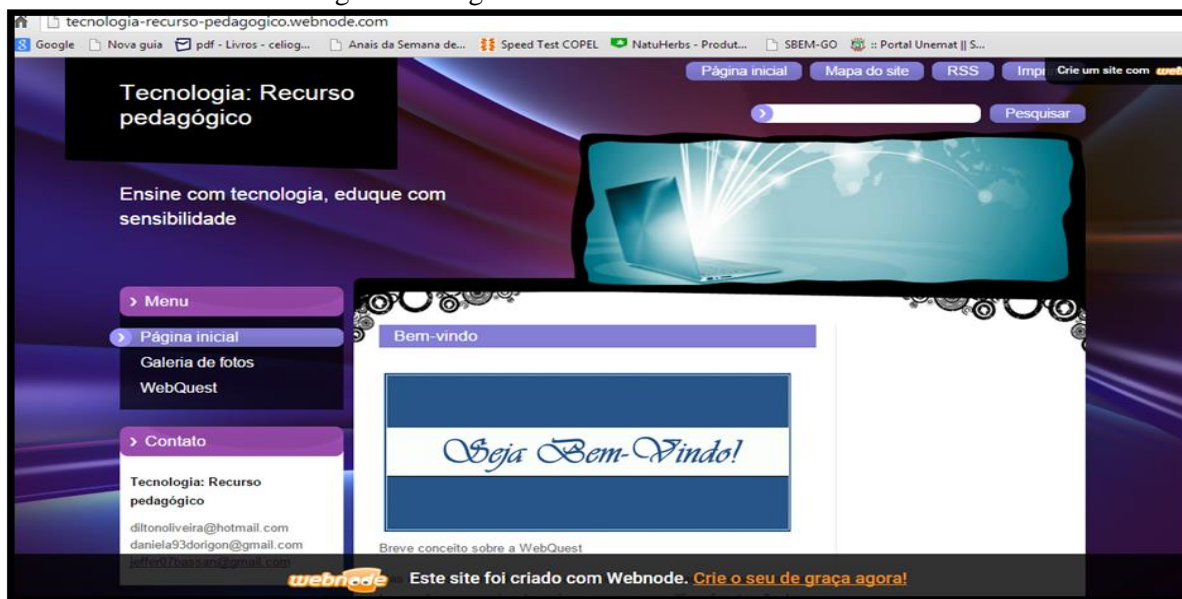 tecnologia-recurso-pedagogico.webnode.com
Google Nova guia pdf - Livros - celiog... Anais da Semana de... Speed Test COPEL NatuHerbs - Produt... SBEM-GO :: Portal Unemat || S...
Página inicial Mapa do site RSS Crie um site com
Tecnologia: Recurso
pedagógico
Pesquisar
Ensine com tecnologia, eduque com
sensibilidade
Menu
Página inicial
Galeria de fotos
WebQuest
Bem-vindo
Seja Bem-Vindo!
Contato
Tecnologia: Recurso
pedagógico
diltonoliveira@hotmail.com
daniela93dorigon@gmail.com
jeffer07bassan@gmail.com
Breve conceito sobre a WebQuest
webnode Este site foi criado com Webnode. Crie o seu de graça agora!